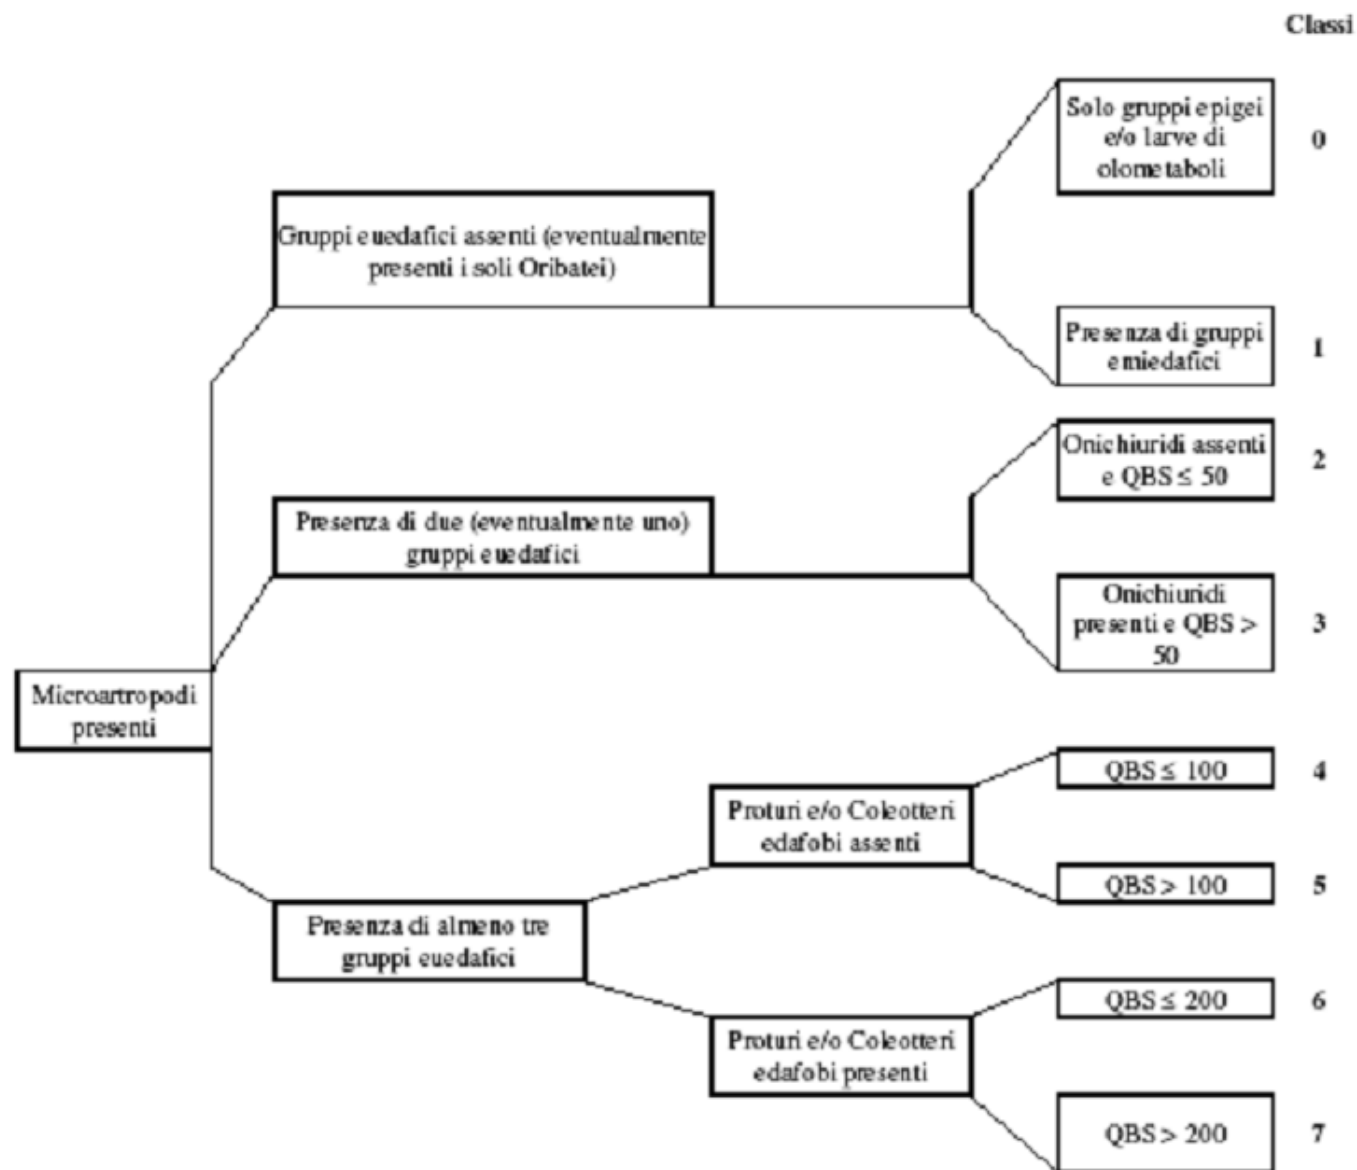 Classi
Solo gruppi epigei
e/o larve di
olometaboli
0
Gruppi euedafici assenti (eventualmente
presenti i soli Oribatei)
Presenza di gruppi
emiedafici
1
Onichiuridi assenti
e QBS ≤ 50
2
Presenza di due (eventualmente uno)
gruppi euedafici
Onichiuridi
presenti e QBS >
50
3
Microartropodi
presenti
QBS ≤ 100
4
Proturi e/o Coleotteri
edafobi assenti
QBS > 100
5
Presenza di almeno tre
gruppi euedafici
QBS ≤ 200
6
Proturi e/o Coleotteri
edafobi presenti
QBS > 200
7